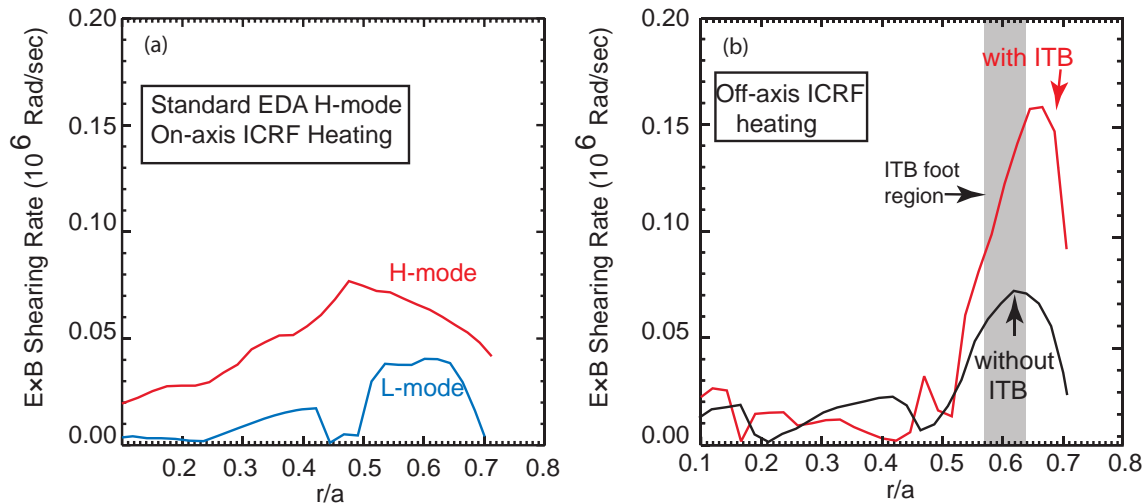 (a)
Standard EDA H-mode
On-axis ICRF Heating
H-mode
L-mode
ExB Shearing Rate (10⁶ Rad/sec)
0.20
0.15
0.10
0.05
0.00
0.2 0.3 0.4 0.5 0.6 0.7 0.8
r/a
(b)
with ITB
Off-axis ICRF
heating
ITB foot
region
without
ITB
ExB Shearing Rate (10⁶ Rad/sec)
0.20
0.15
0.10
0.05
0.00
0.1 0.2 0.3 0.4 0.5 0.6 0.7 0.8
r/a